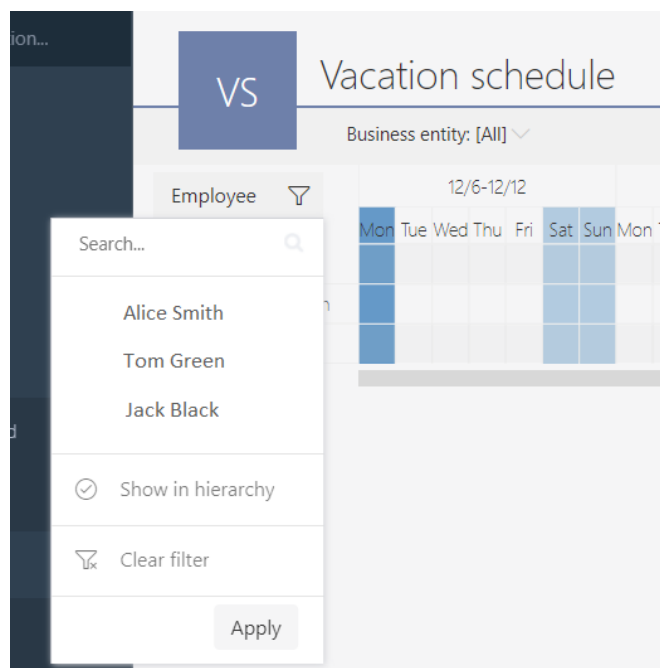 ion...
VS
Vacation schedule
Business entity: [All]
Employee
12/6-12/12
Mon Tue Wed Thu Fri Sat Sun Mon
Search...
Alice Smith
Tom Green
Jack Black
Show in hierarchy
Clear filter
Apply